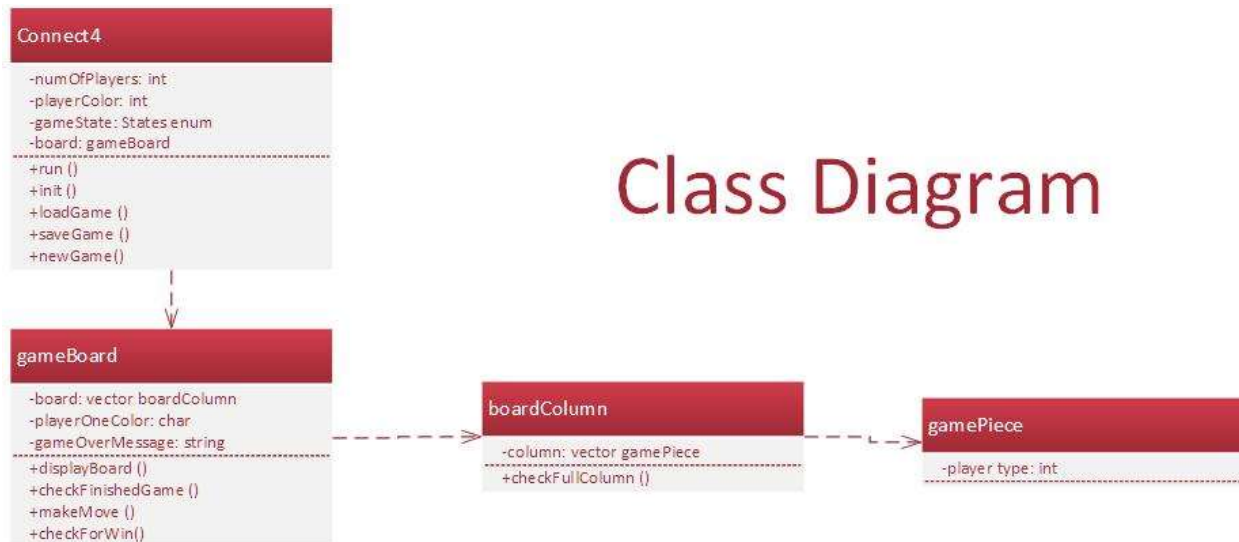 Connect4
-numOfPlayers: int
-playerColor: int
-gameState: States enum
-board: gameBoard
+run ()
+init ()
+loadGame ()
+saveGame ()
+newGame()
Class Diagram
gameBoard
-board: vector boardColumn
-playerOneColor: char
-gameOverMessage: string
+displayBoard ()
+checkFinishedGame ()
+makeMove ()
+checkForWin()
boardColumn
-column: vector gamePiece
+checkFullColumn ()
gamePiece
-player type: int